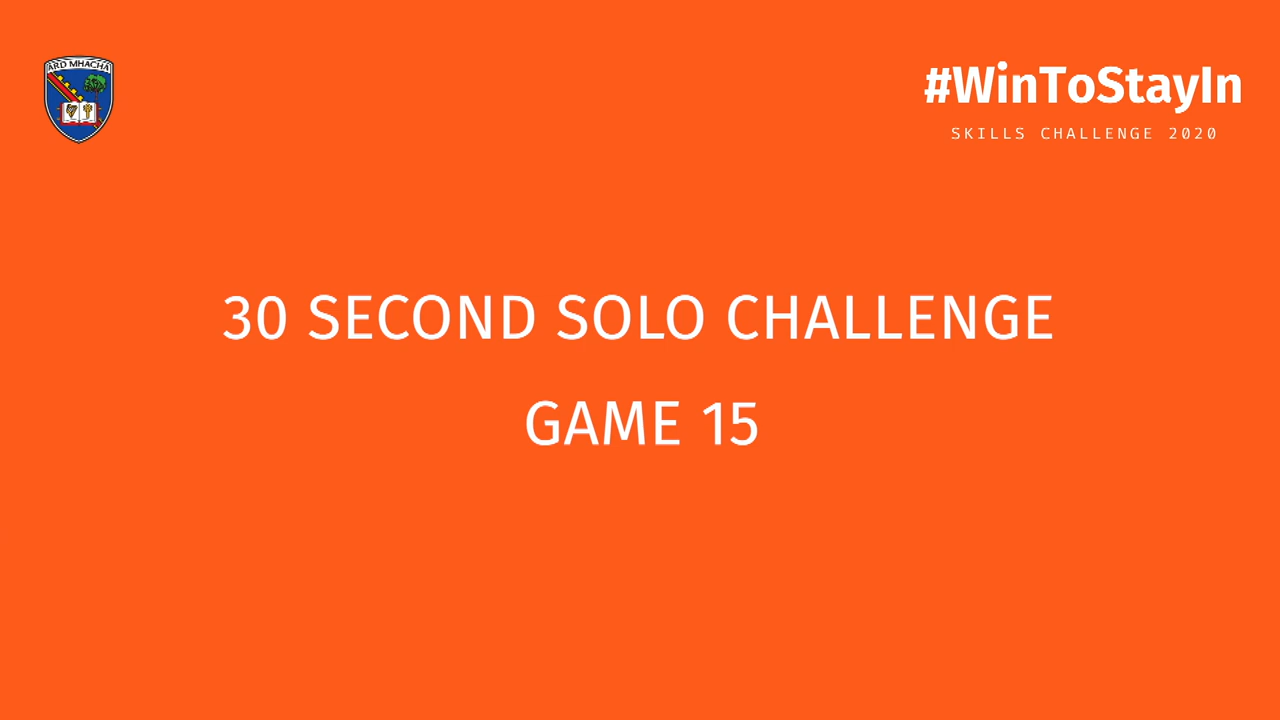 ARD MHACHA
#WinToStayIn
SKILLS CHALLENGE 2020
30 SECOND SOLO CHALLENGE
GAME 15